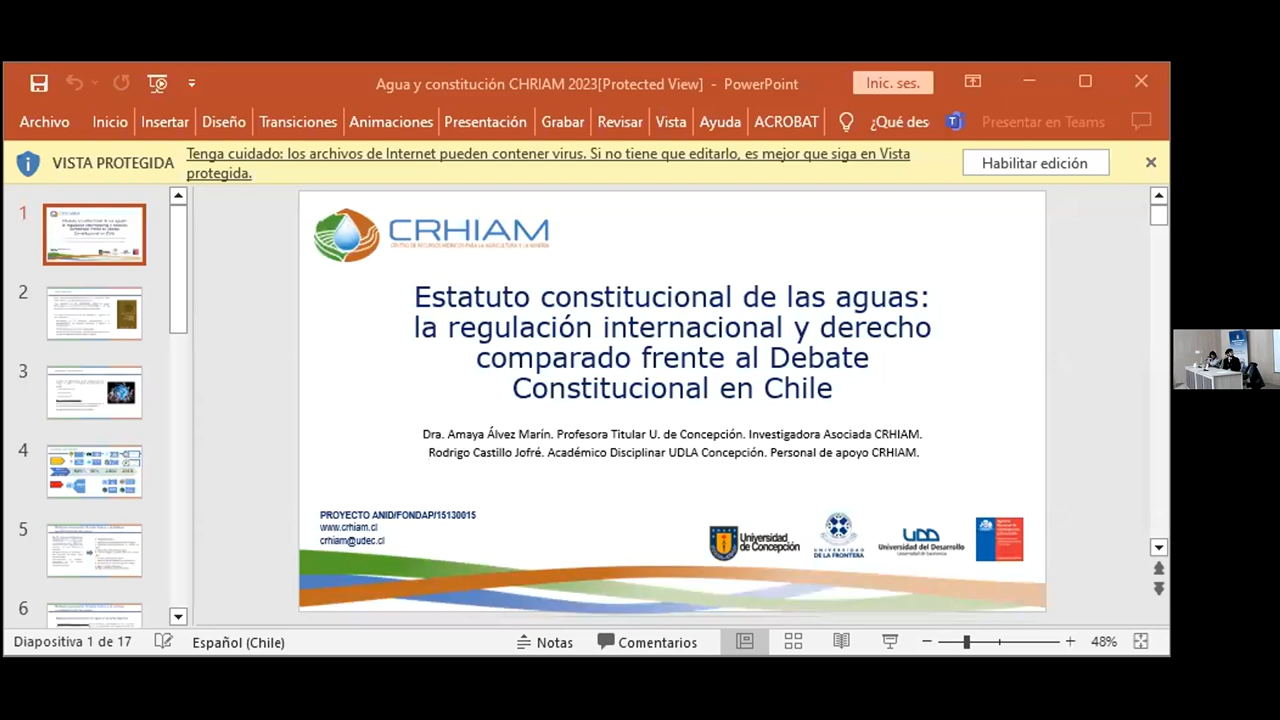 Agua y constitución CHRIAM 2023[Protected View] - PowerPoint
Inic. ses.
Archivo Inicio Insertar Diseño Transiciones Animaciones Presentación Grabar Revisar Vista Ayuda ACROBAT ¿Qué des Presentar en Teams
VISTA PROTEGIDA
Tenga cuidado: los archivos de Internet pueden contener virus. Si no tiene que editarlo, es mejor que siga en Vista
protegida.
Habilitar edición
1
2
3
4
5
6
CRHIAM
CENTRO DE RECURSOS HÍDRICOS PARA LA AGRICULTURA Y LA MINERÍA
Estatuto constitucional de las aguas:
la regulación internacional y derecho
comparado frente al Debate
Constitucional en Chile
Dra. Amaya Álvez Marín. Profesora Titular U. de Concepción. Investigadora Asociada CRHIAM.
Rodrigo Castillo Jofré. Académico Disciplinar UDLA Concepción. Personal de apoyo CRHIAM.
PROYECTO ANID/FONDAP/15130015
www.crhiam.cl
crhiam@udec.cl
Universidad
de Concepción
UNIVERSIDAD
DE LA FRONTERA
UDD
Universidad del Desarrollo
Diapositiva 1 de 17
Español (Chile)
Notas
Comentarios
48%